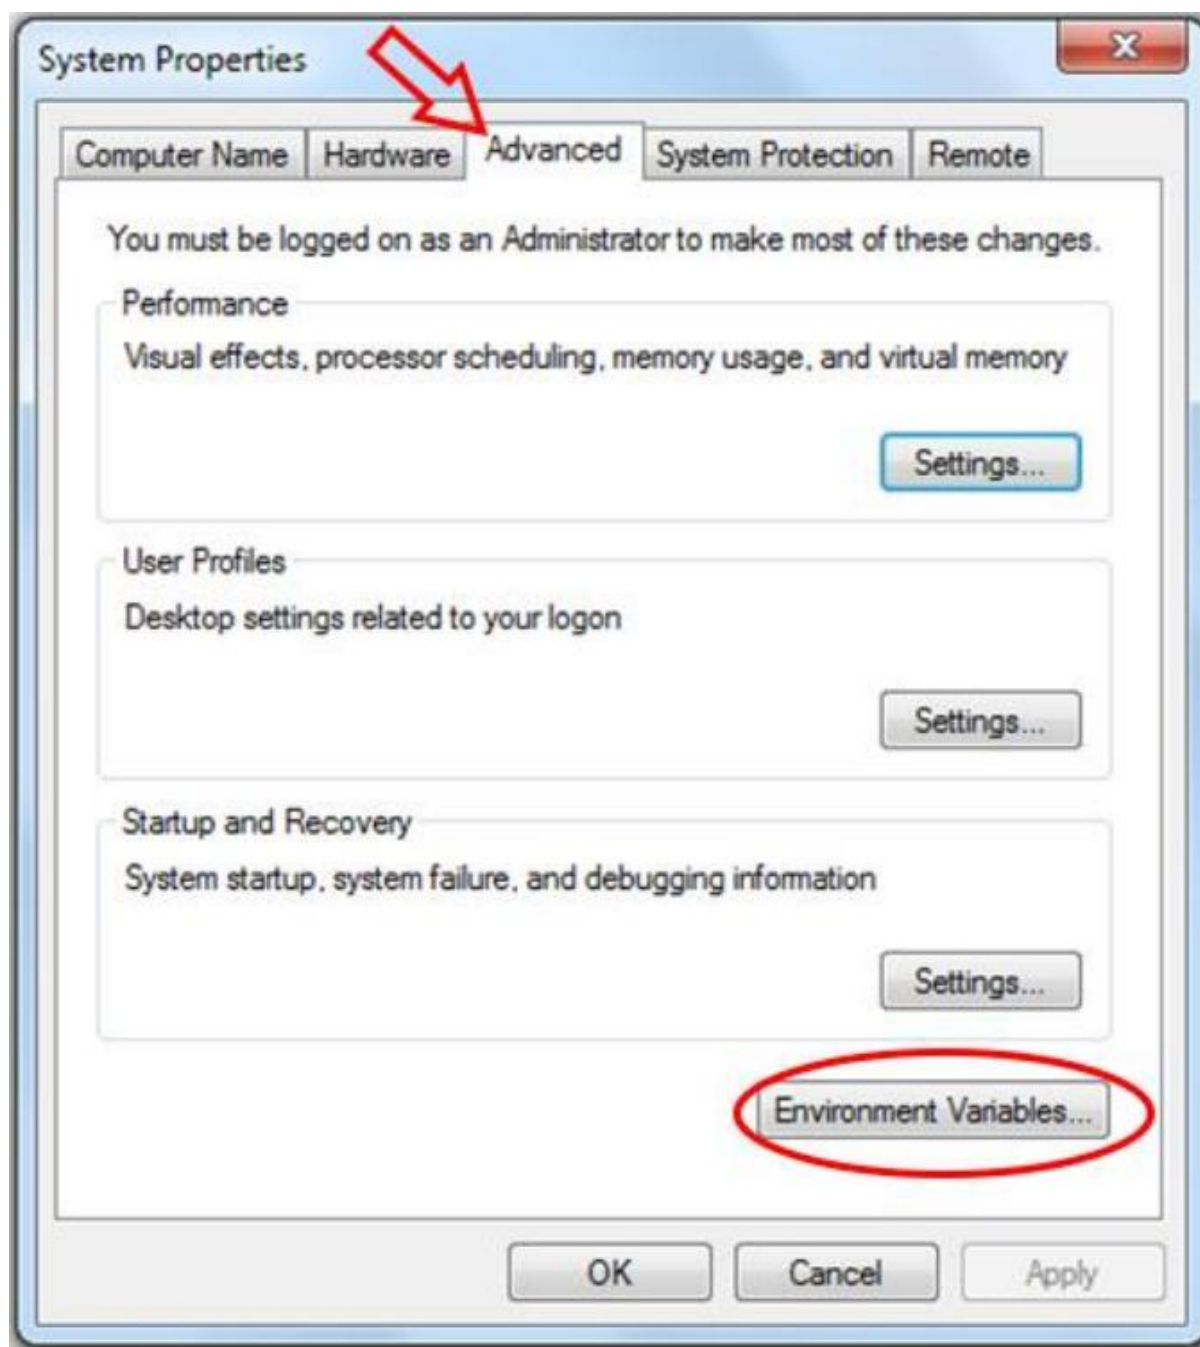 System Properties
Computer Name Hardware Advanced System Protection Remote
You must be logged on as an Administrator to make most of these changes.
Performance
Visual effects, processor scheduling, memory usage, and virtual memory
Settings...
User Profiles
Desktop settings related to your logon
Settings...
Startup and Recovery
System startup, system failure, and debugging information
Settings...
Environment Variables...
OK Cancel Apply